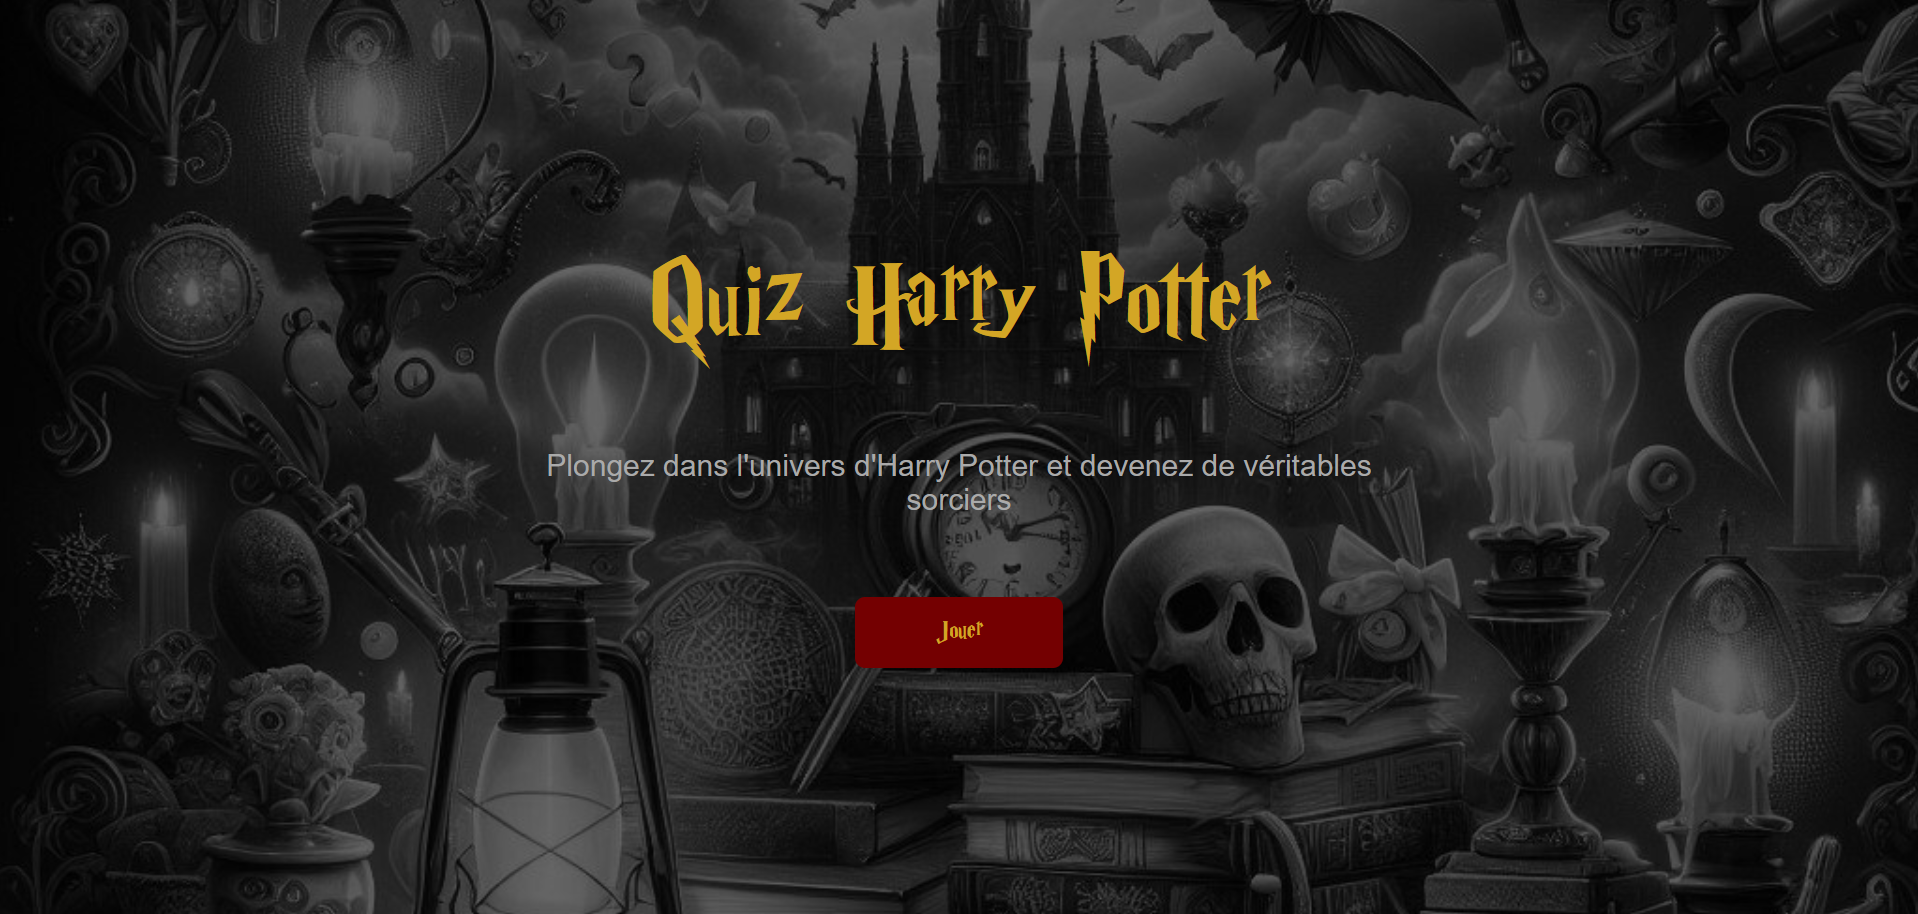 Quiz Harry Potter
Plongez dans l'univers d'Harry Potter et devenez de véritables
sorciers
Jouer